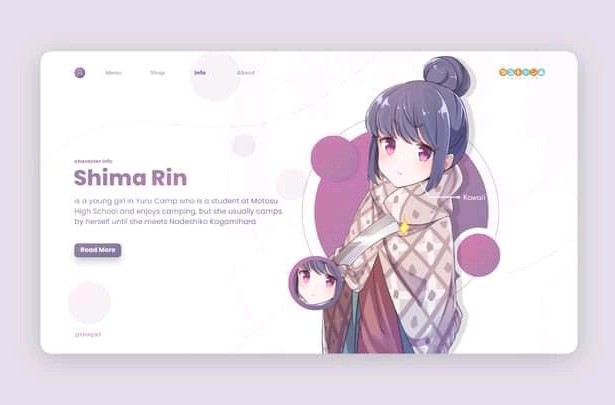 Menu
Shop
Info
About
character info
Shima Rin
is a young girl in Yuru Camp who is a student at Motosu
High School and enjoys camping, but she usually camps
by herself until she meets Nadeshiko Kagamihara
Read More
Kawaii